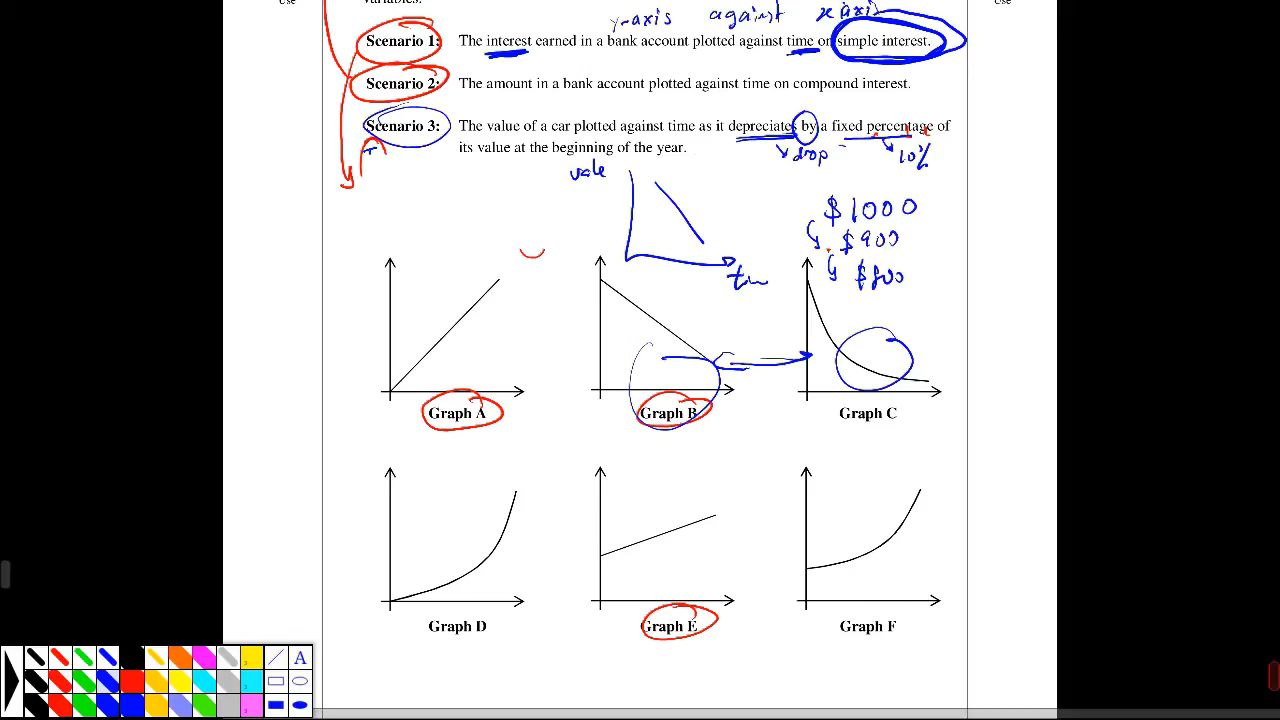 Use
variables:
Use
y-axis against x axis
Scenario 1: The interest earned in a bank account plotted against time on simple interest.
Scenario 2: The amount in a bank account plotted against time on compound interest.
Scenario 3: The value of a car plotted against time as it depreciates by a fixed percentage of
its value at the beginning of the year.
drop
10%
y
$1000
$900
$800
Graph A
Graph B
Graph C
Graph D
Graph E
Graph F
A